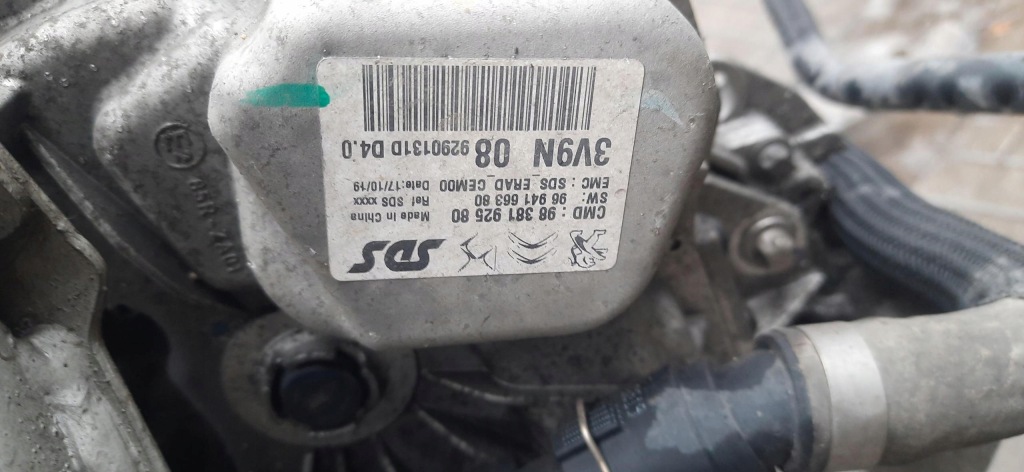 SDS
CMD : 98 381 925 80 Made in China
SW: 96 941 663 80 Ref SDS xxxx
EMC : SDS_ERAD_CEM00 Date:17/10/19
3V9N 08 9290131D D4.0
E2